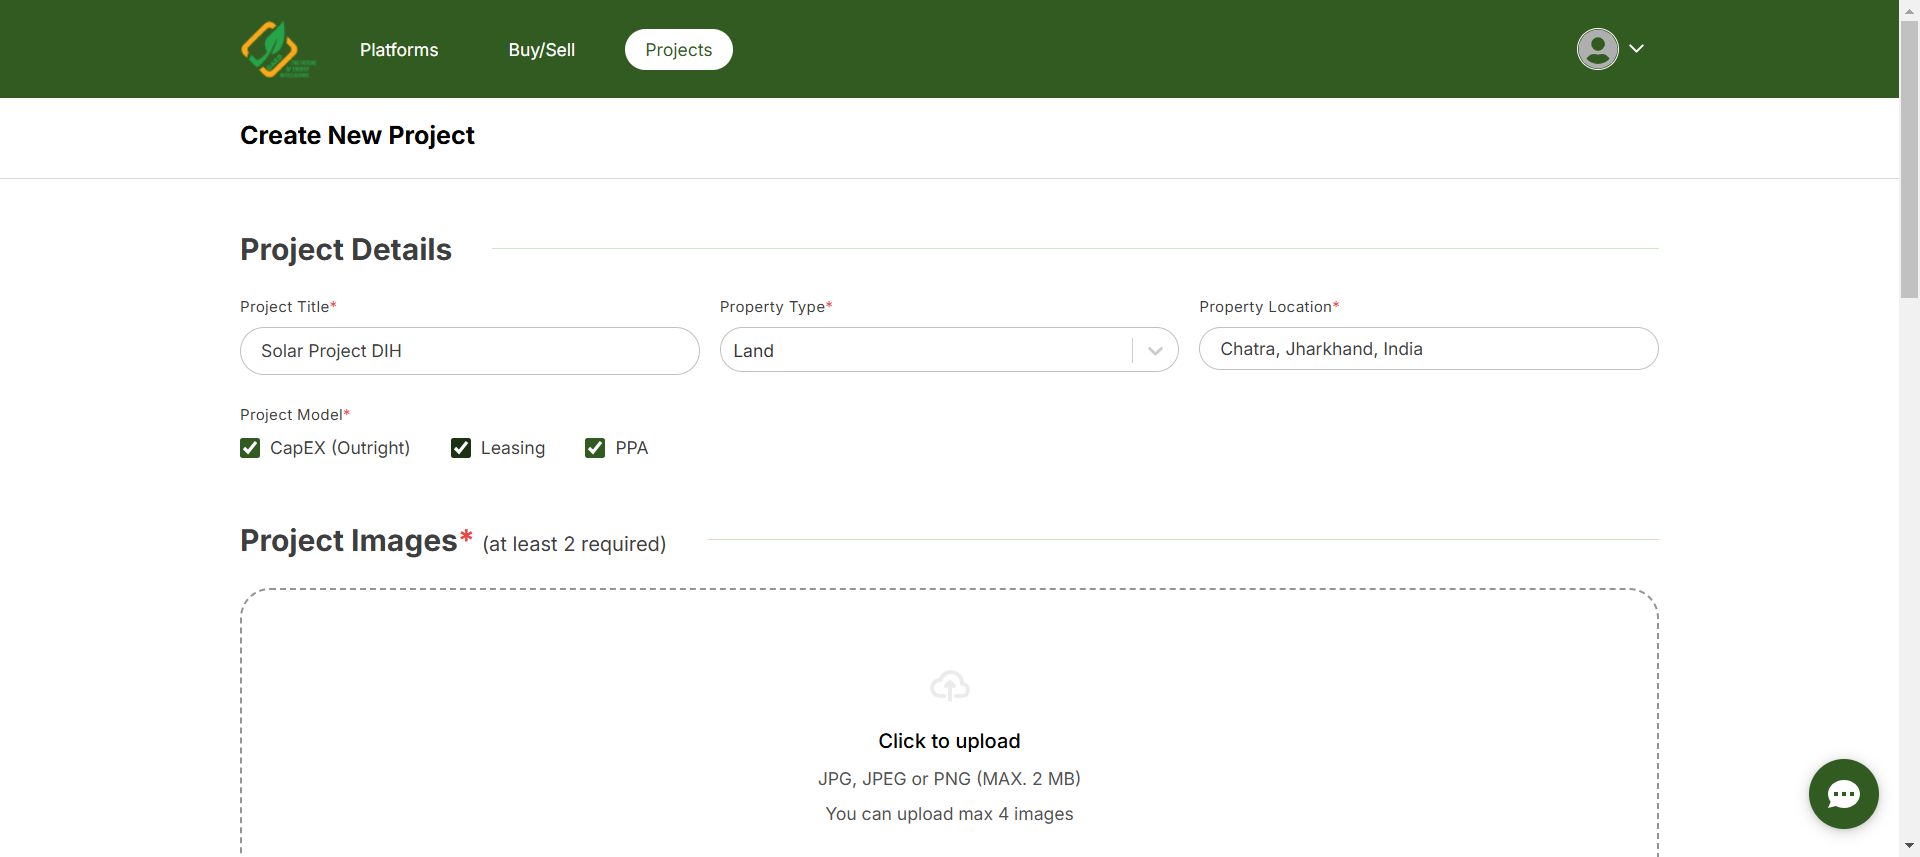 Platforms
Buy/Sell
Projects
Create New Project
Project Details
Project Title*
Property Type*
Property Location*
Solar Project DIH
Land
Chatra, Jharkhand, India
Project Model*
CapEX (Outright)
Leasing
PPA
Project Images* (at least 2 required)
Click to upload
JPG, JPEG or PNG (MAX. 2 MB)
You can upload max 4 images